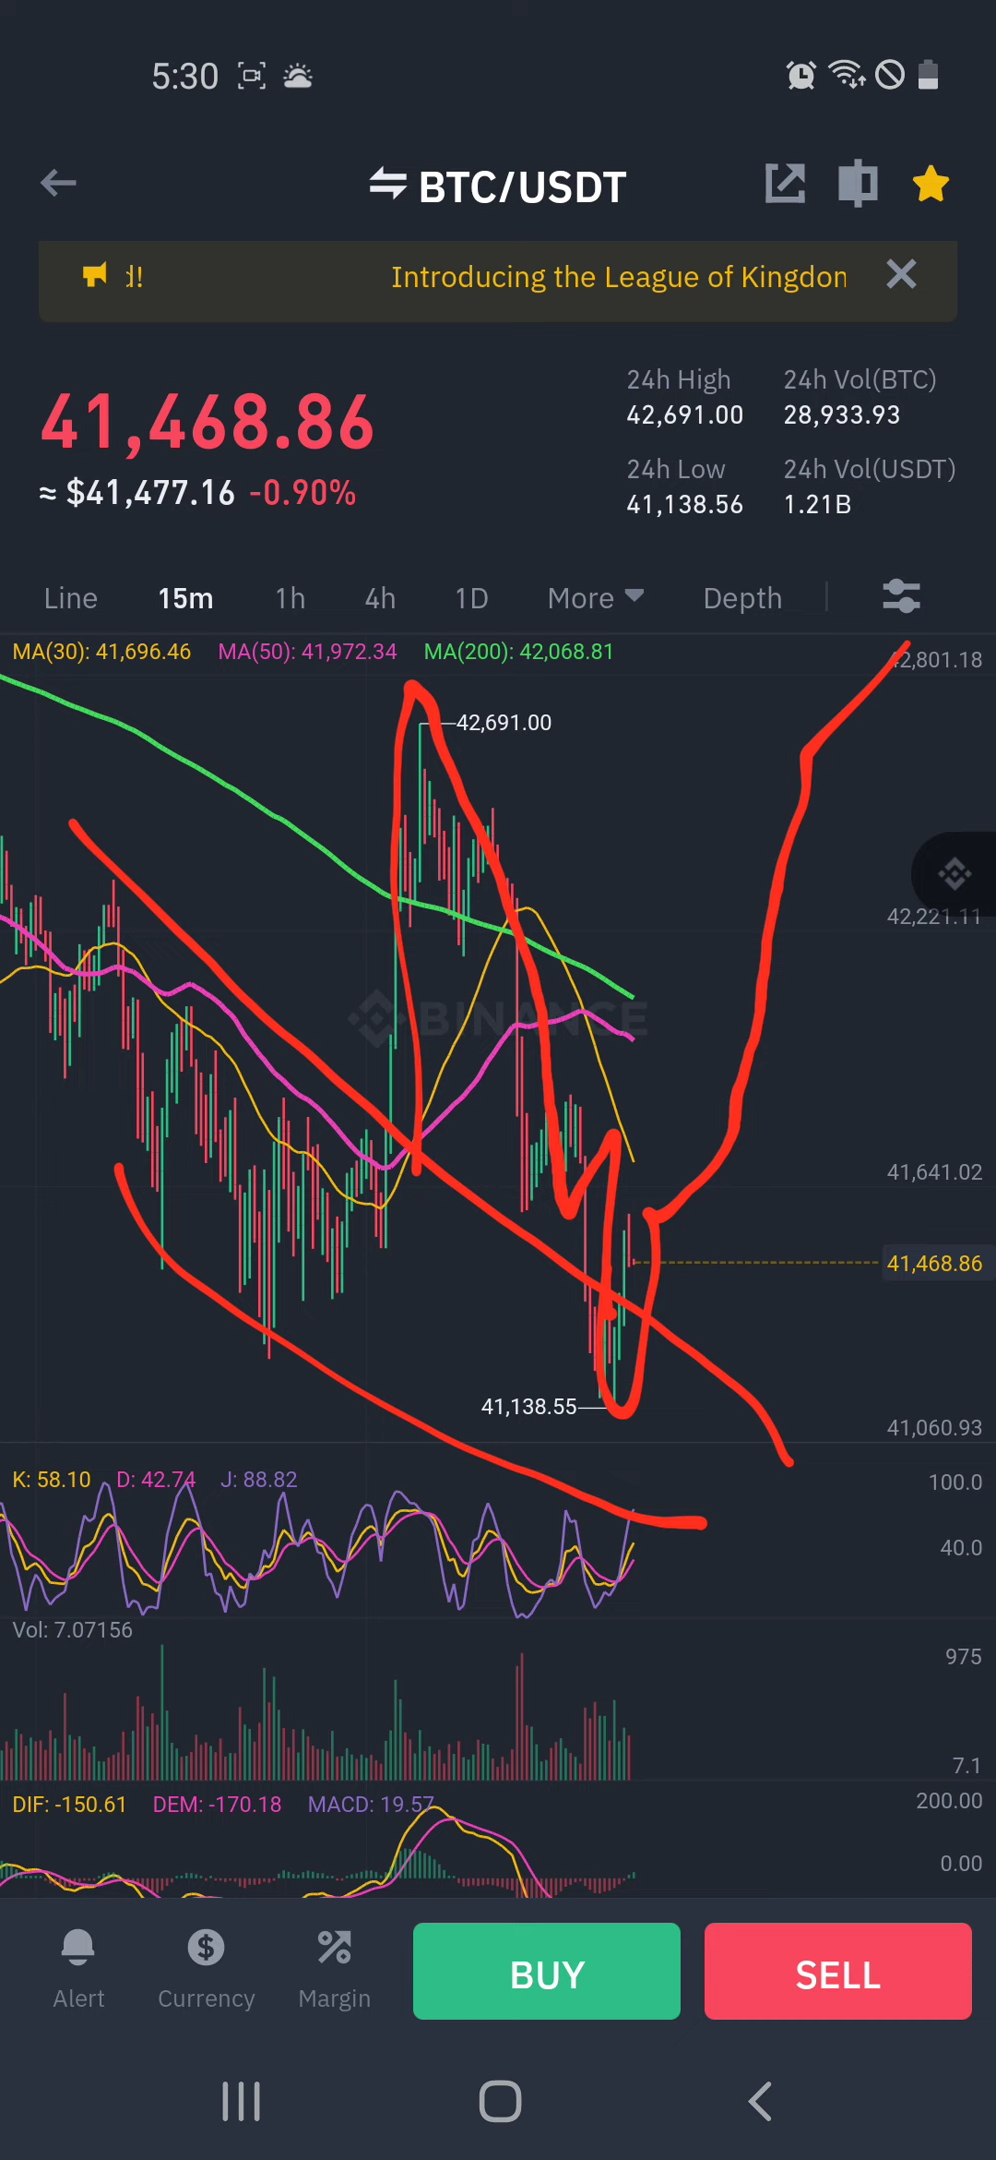 5:30
BTC/USDT
d!
Introducing the League of Kingdon
41,468.86
≈ $41,477.16 -0.90%
24h High
24h Vol(BTC)
42,691.00
28,933.93
24h Low
24h Vol(USDT)
41,138.56
1.21B
Line 15m 1h 4h 1D More Depth
MA(30): 41,696.46 MA(50): 41,972.34 MA(200): 42,068.81
42,801.18
42,691.00
42,221.11
BINANCE
41,641.02
41,468.86
41,138.55
41,060.93
K: 58.10 D: 42.74 J: 88.82
100.0
40.0
Vol: 7.07156
975
7.1
DIF: -150.61 DEM: -170.18 MACD: 19.57
200.00
0.00
Alert
Currency
Margin
BUY
SELL